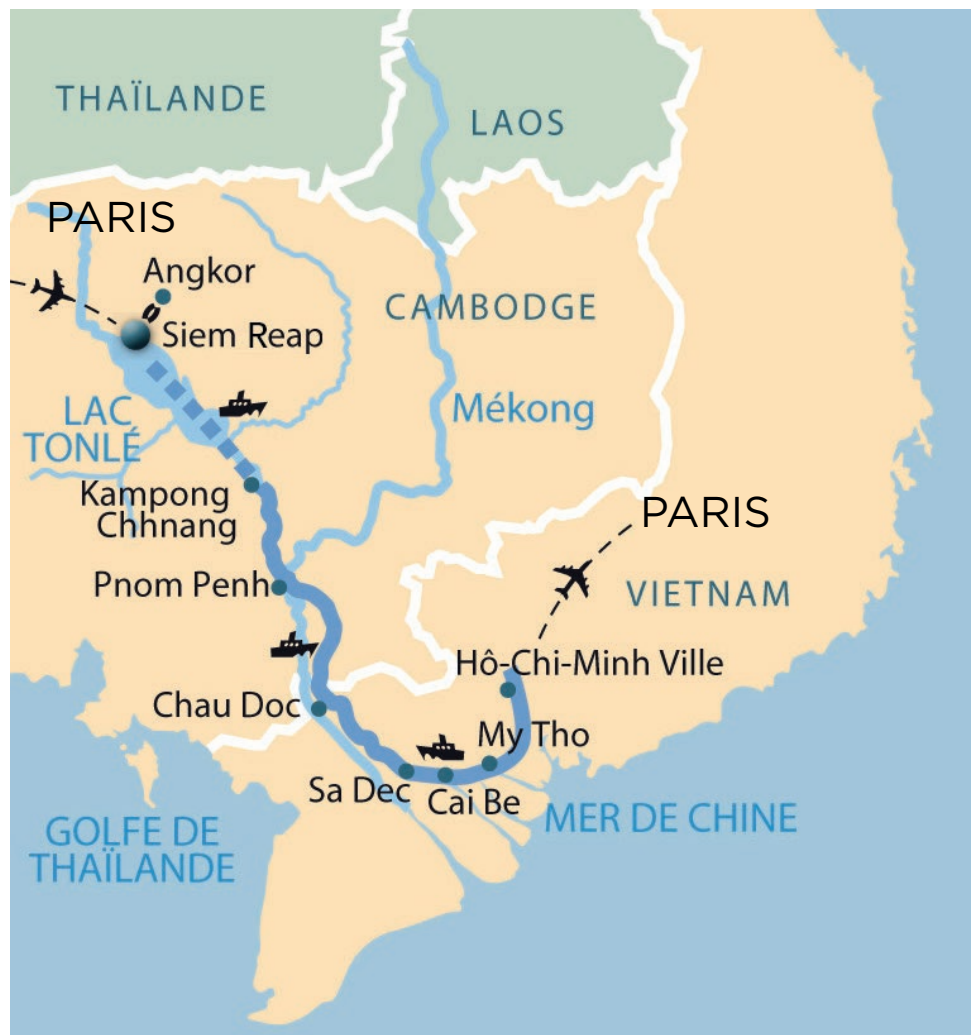 THAÏLANDE
LAOS
PARIS
Angkor
CAMBODGE
Siem Reap
LAC
TONLÉ
Mékong
Kampong
Chhnang
PARIS
Pnom Penh
VIETNAM
Hô-Chi-Minh Ville
Chau Doc
My Tho
Sa Dec
Cai Be
MER DE CHINE
GOLFE DE
THAÏLANDE